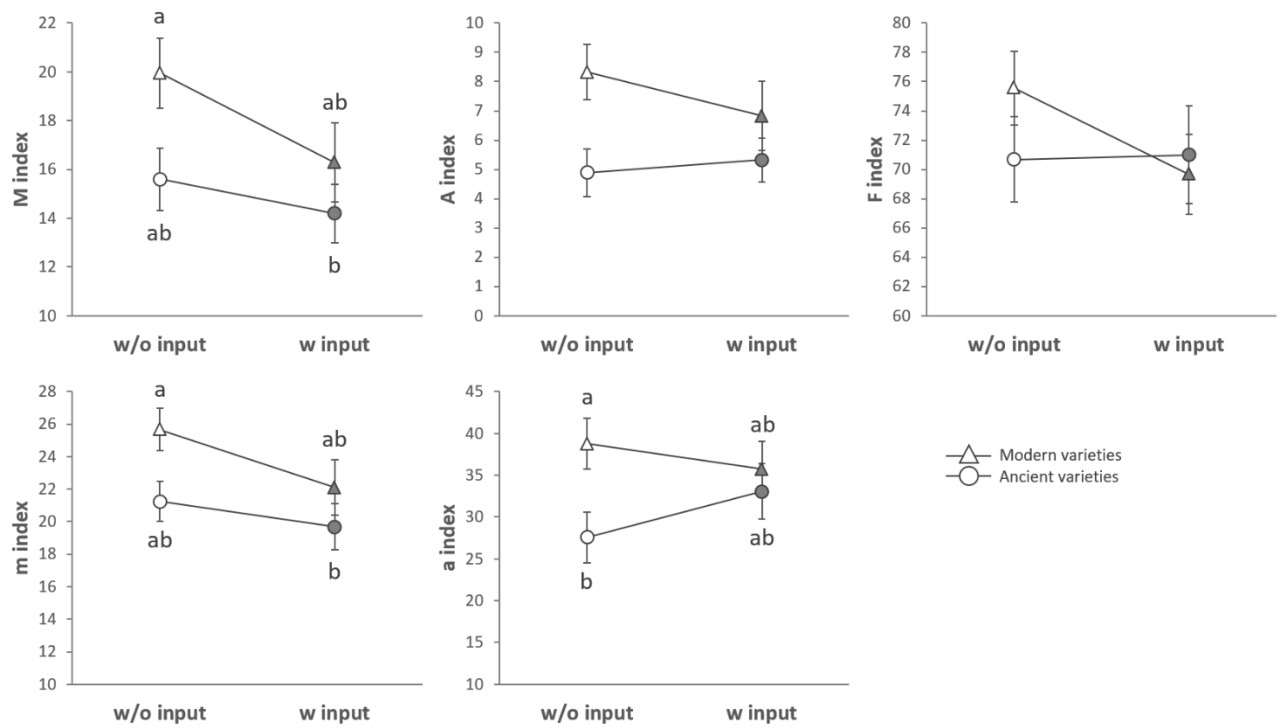 M index
22
20
18
16
14
12
10
a
ab
ab
b
w/o input
w input
A index
10
9
8
7
6
5
4
3
2
1
0
w/o input
w input
F index
80
78
76
74
72
70
68
66
64
62
60
w/o input
w input
m index
28
26
24
22
20
18
16
14
12
10
a
ab
ab
b
w/o input
w input
a index
45
40
35
30
25
20
15
10
a
ab
b
ab
w/o input
w input
Modern varieties
Ancient varieties